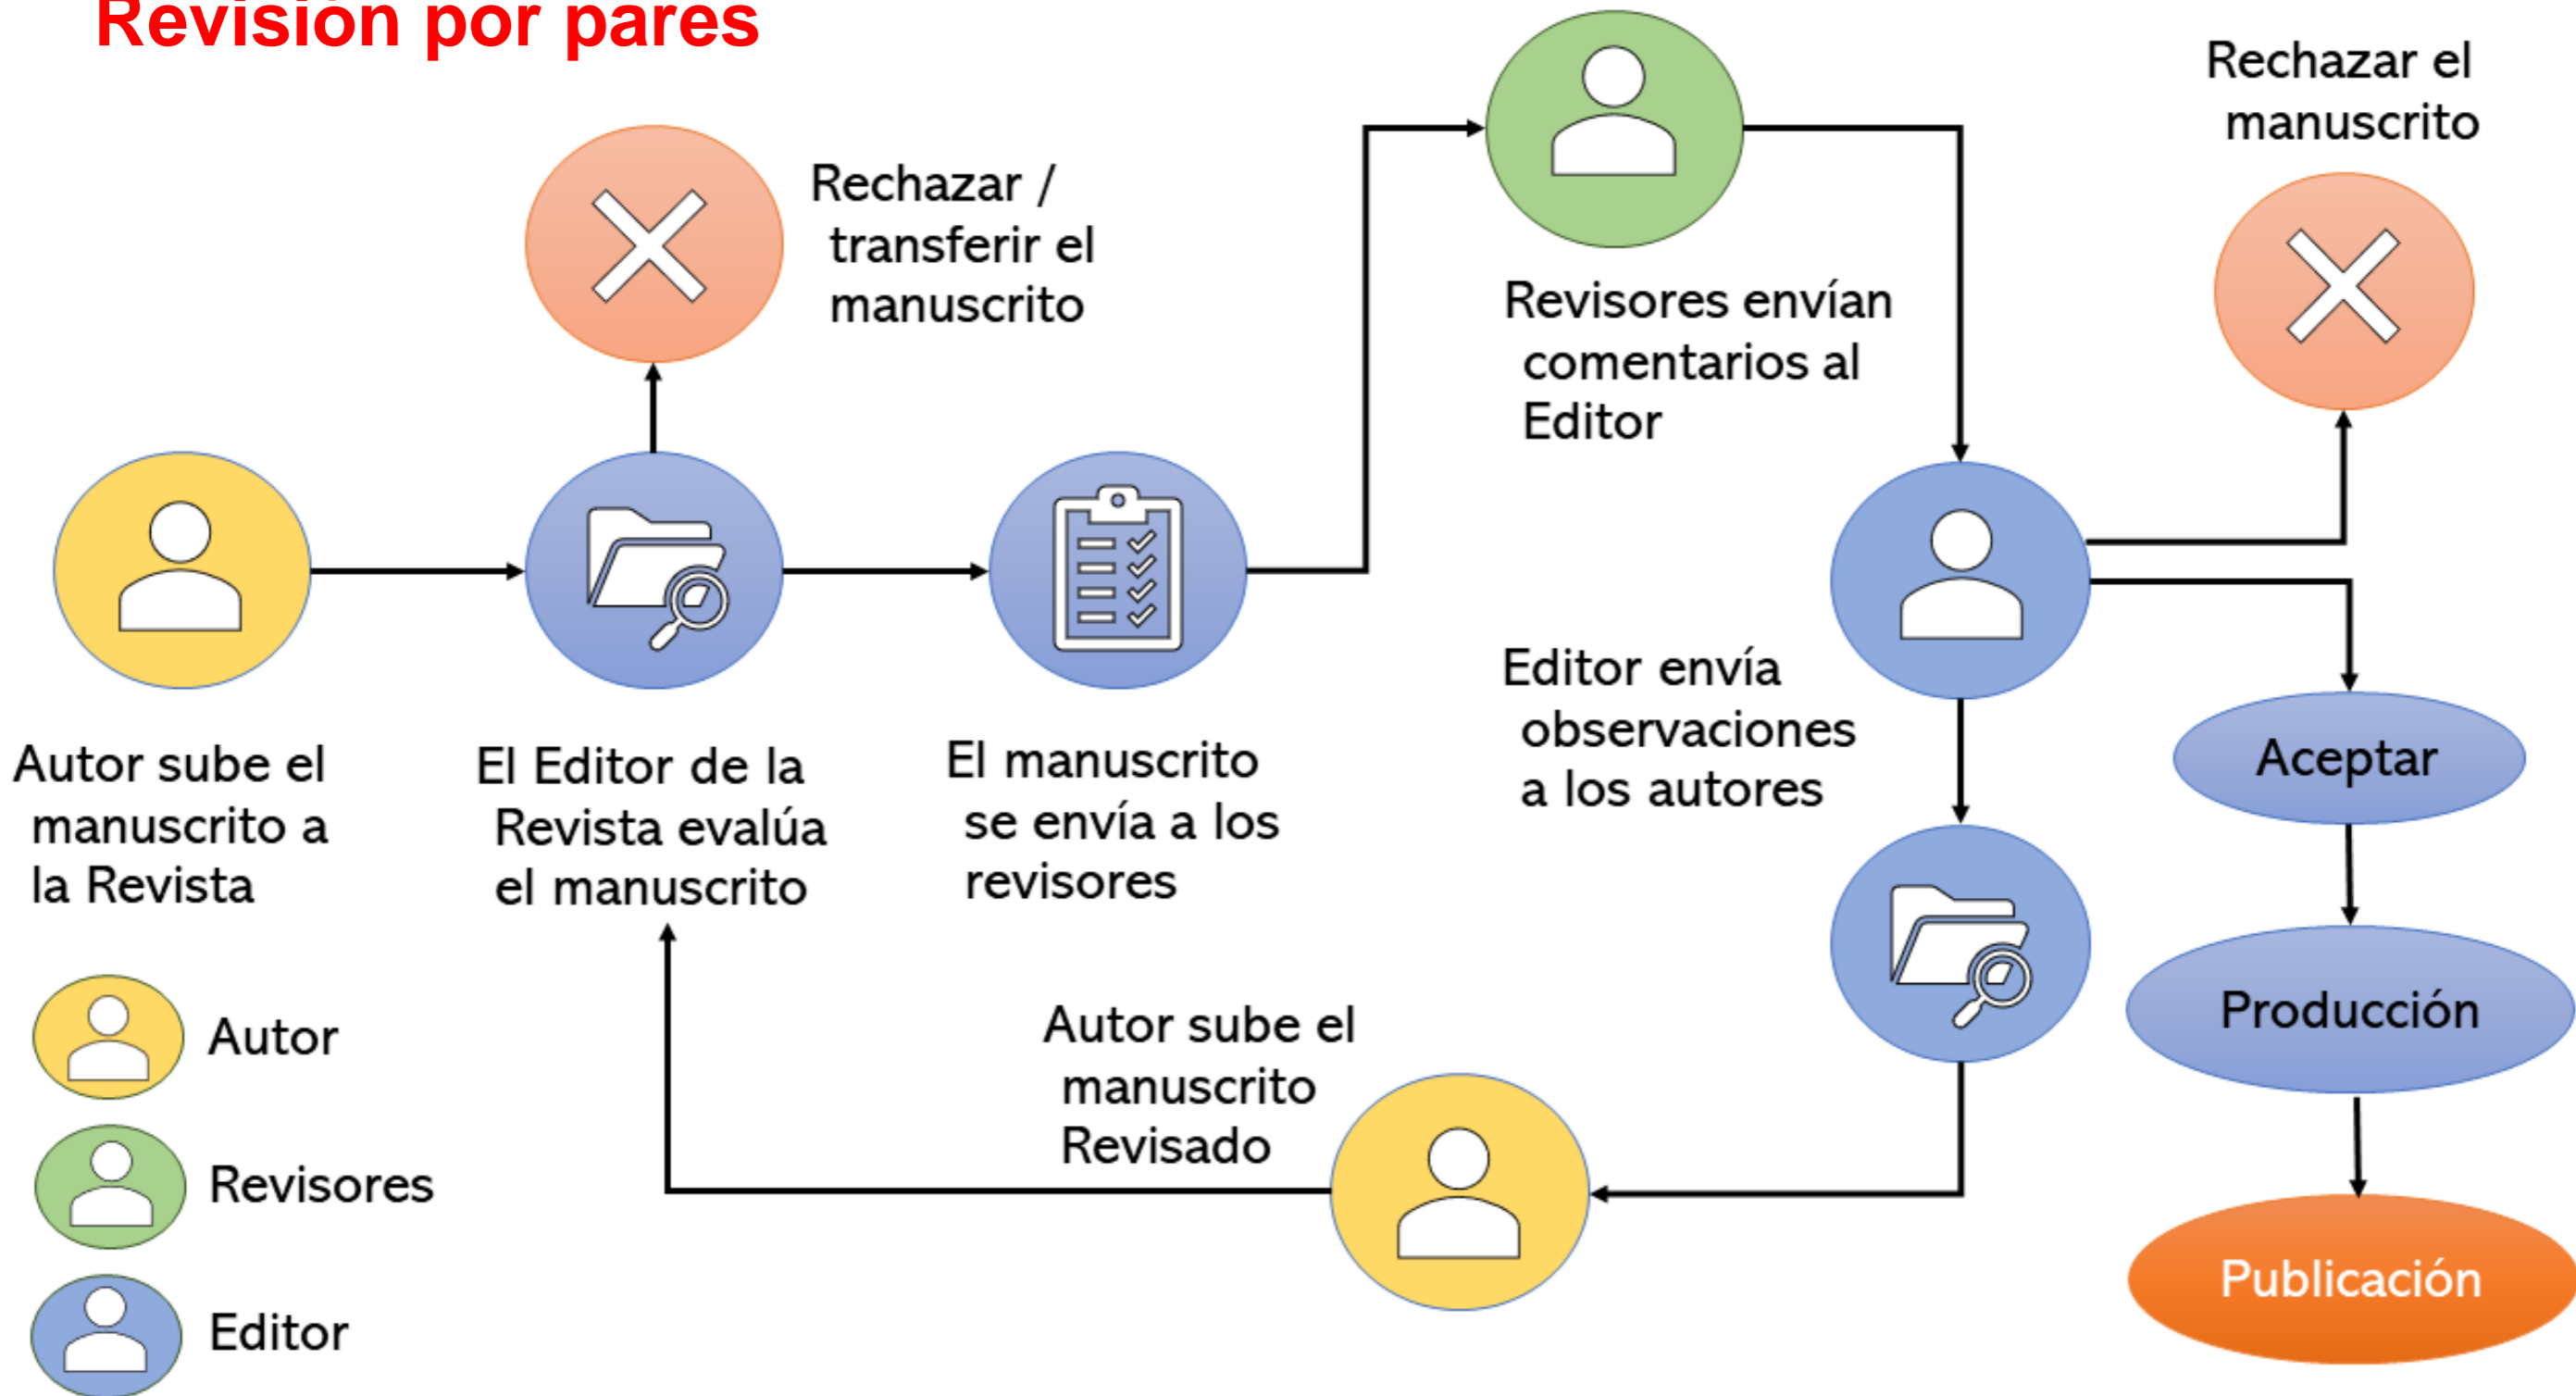 Revisión por pares
Rechazar /
transferir el
manuscrito
Revisores envían
comentarios al
Editor
Rechazar el
manuscrito
Autor sube el
manuscrito a
la Revista
El Editor de la
Revista evalúa
el manuscrito
El manuscrito
se envía a los
revisores
Editor envía
observaciones
a los autores
Aceptar
Producción
Publicación
Autor sube el
manuscrito
Revisado
Autor
Revisores
Editor